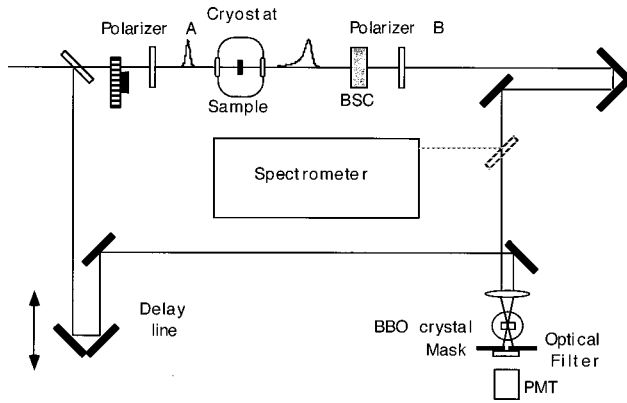 Cryostat
Polarizer A
Polarizer B
Sample
BSC
Spectrometer
Delay
line
BBO crystal
Mask
Optical
Filter
PMT